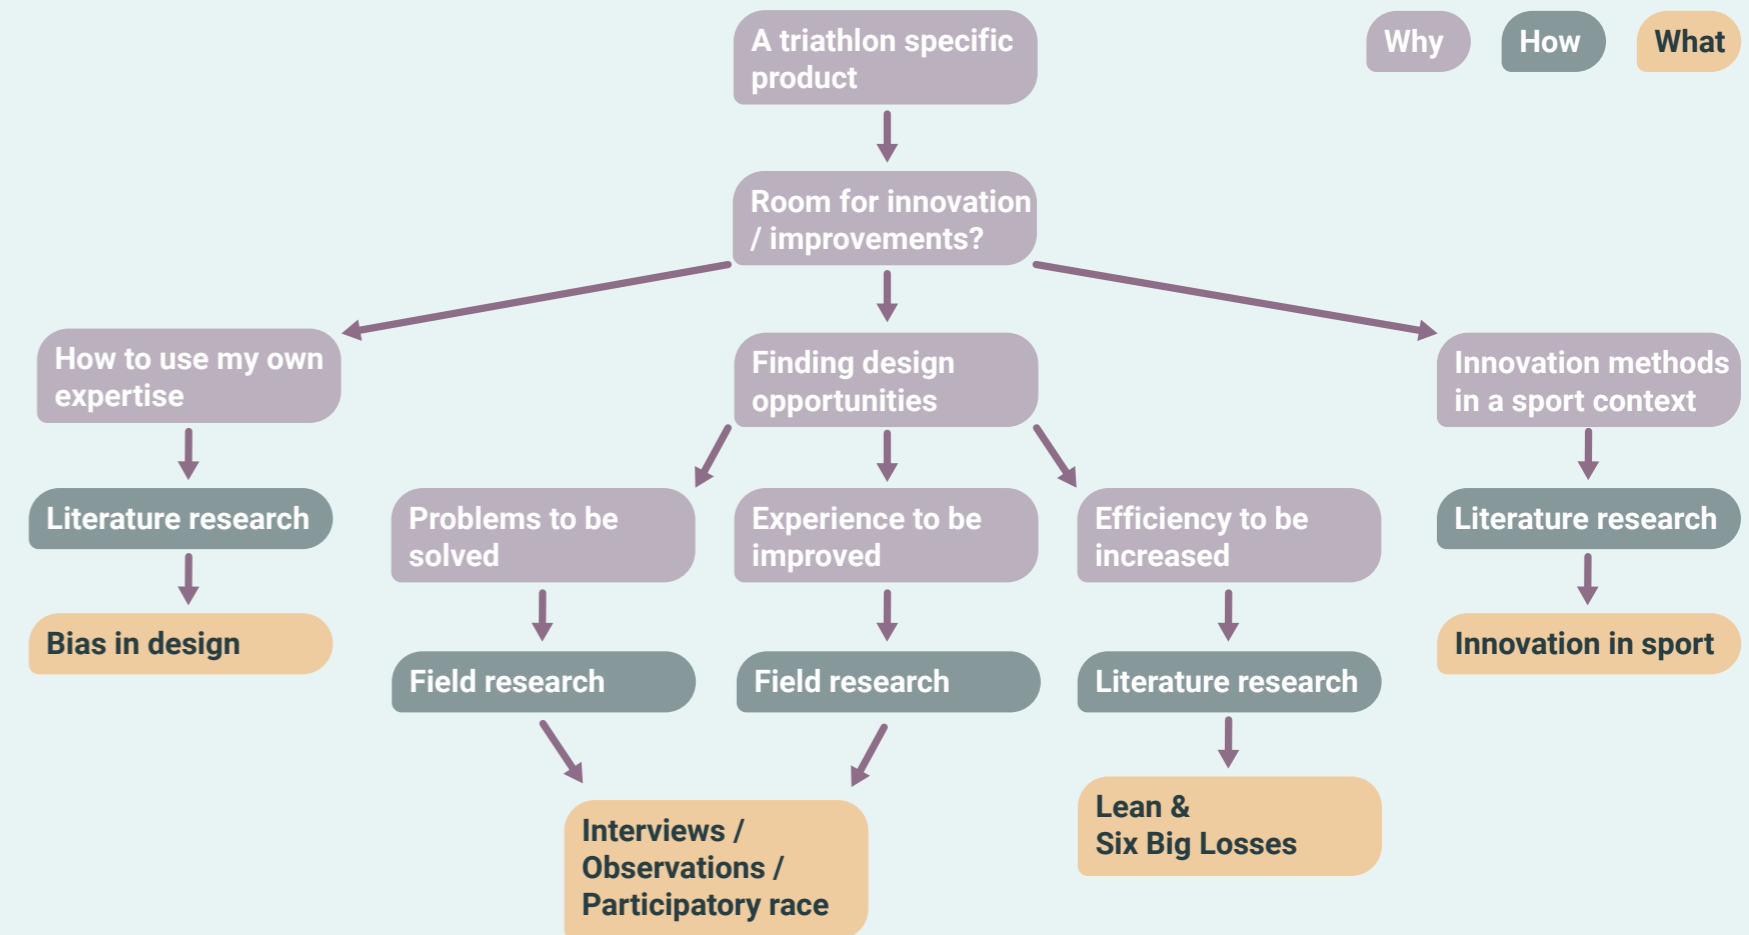 A triathlon specific
product
Why
How
What
Room for innovation
/ improvements?
How to use my own
expertise
Finding design
opportunities
Innovation methods
in a sport context
Literature research
Problems to be
solved
Experience to be
improved
Efficiency to be
increased
Literature research
Bias in design
Field research
Field research
Literature research
Innovation in sport
Interviews /
Observations /
Participatory race
Lean &
Six Big Losses